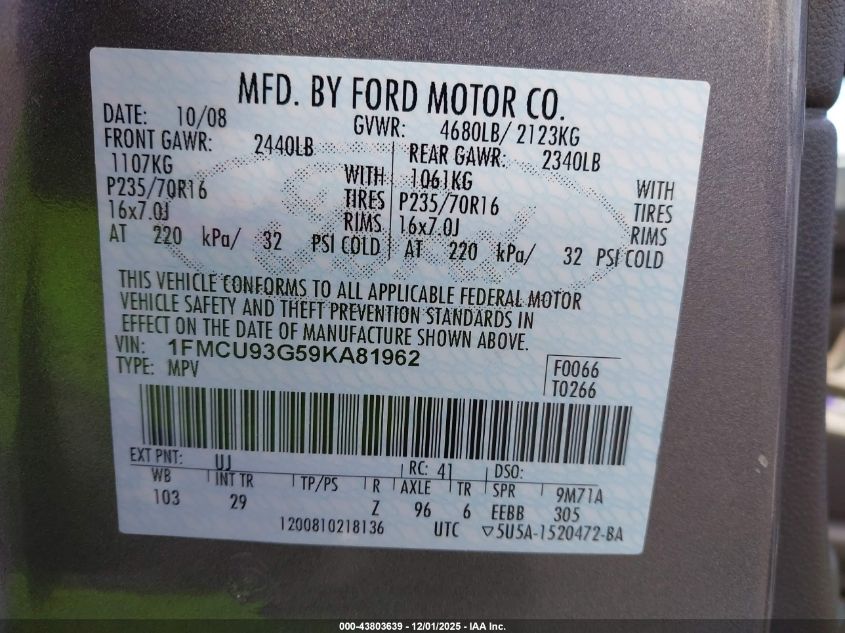 MFD. BY FORD MOTOR CO.
DATE: 10/08 GVWR: 4680LB/ 2123KG
FRONT GAWR: 2440LB REAR GAWR: 2340LB
1107KG WITH 1061KG WITH
P235/70R16 TIRES P235/70R16 TIRES
16x7.0J RIMS 16x7.0J RIMS
AT 220 kPa/ 32 PSI COLD AT 220 kPa/ 32 PSI COLD
THIS VEHICLE CONFORMS TO ALL APPLICABLE FEDERAL MOTOR
VEHICLE SAFETY AND THEFT PREVENTION STANDARDS IN
EFFECT ON THE DATE OF MANUFACTURE SHOWN ABOVE.
VIN: 1FMCU93G59KA81962
TYPE: MPV
F0066
T0266
EXT PNT: UJ RC: 41 DSO:
WB INT TR TP/PS R AXLE TR SPR 9M71A
103 29 Z 96 6 EEBB 305
1200810218136 UTC ▽5U5A-1520472-BA
000-43803639 - 12/01/2025 - IAA Inc.